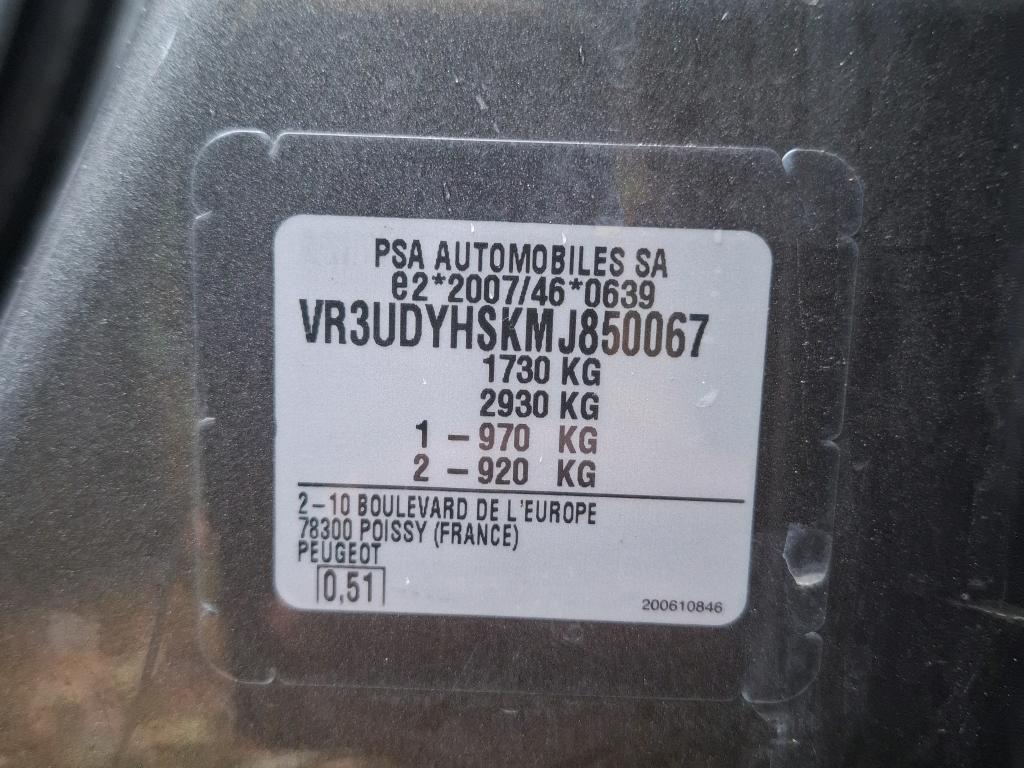 PSA AUTOMOBILES SA
e2*2007/46*0639
VR3UDYHSKMJ850067
1730 KG
2930 KG
1 - 970 KG
2 - 920 KG
2-10 BOULEVARD DE L'EUROPE
78300 POISSY (FRANCE)
PEUGEOT
0,51
200610846